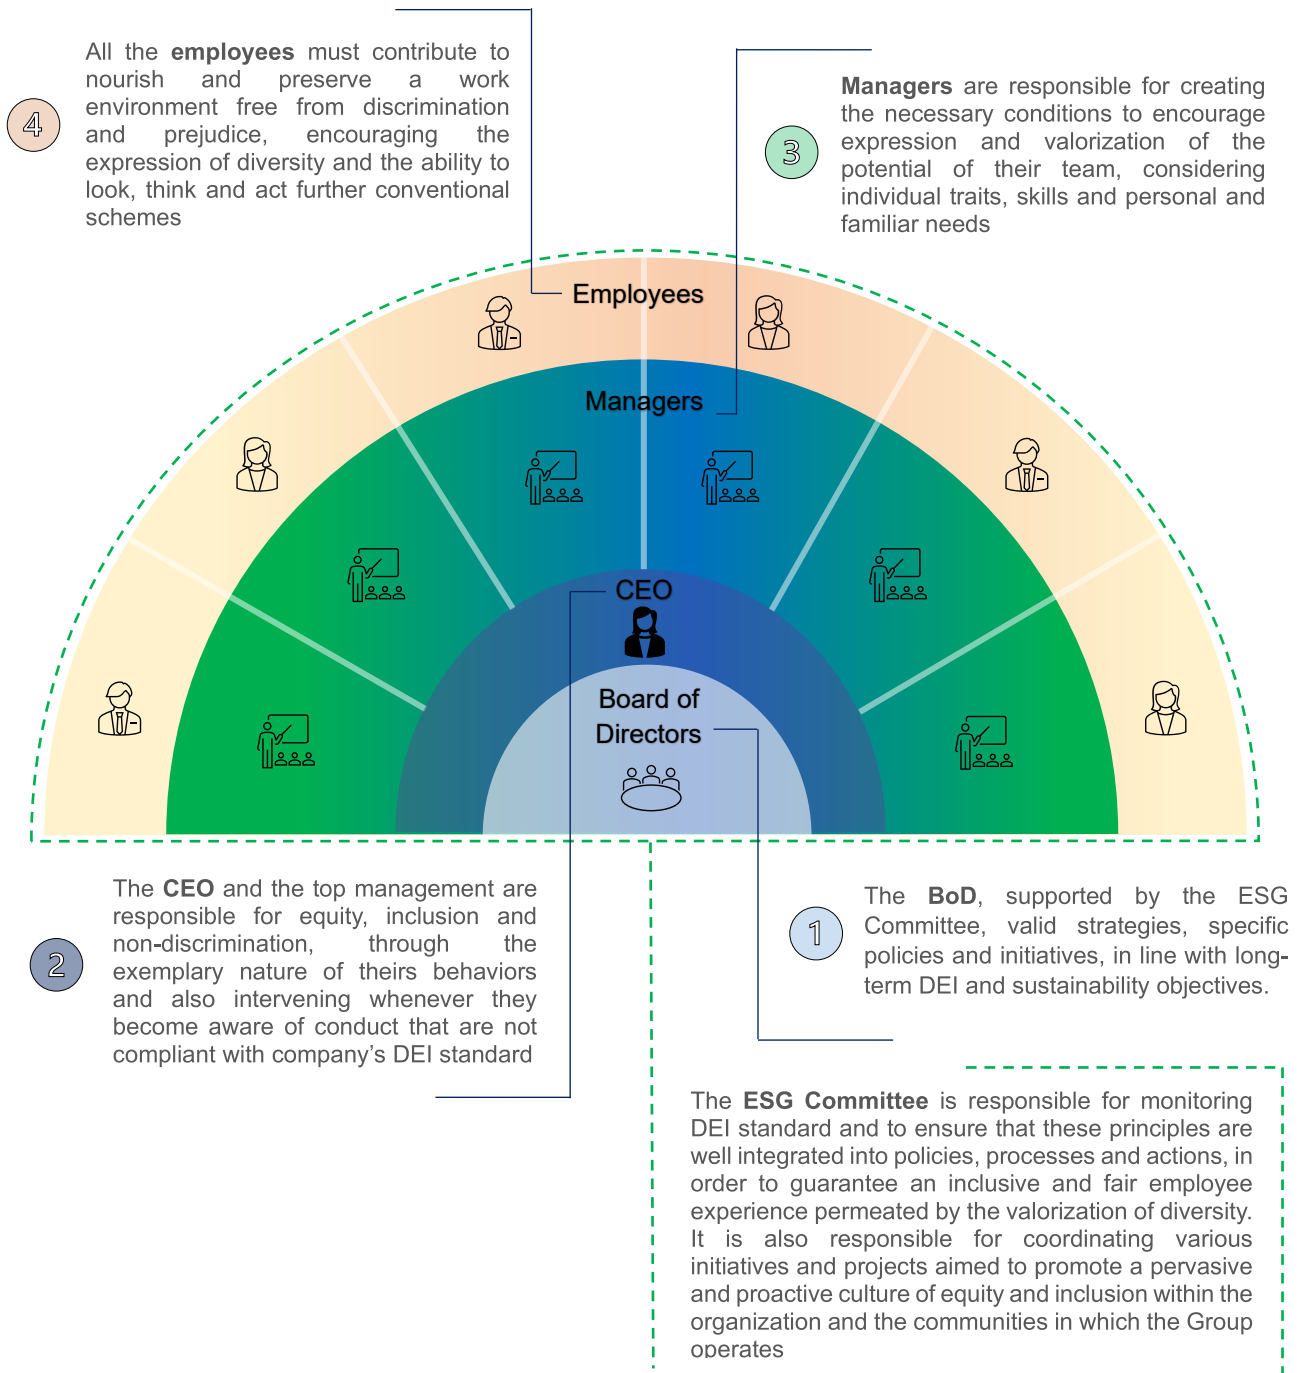 All the employees must contribute to
nourish and preserve a work
environment free from discrimination
and prejudice, encouraging the
expression of diversity and the ability to
look, think and act further conventional
schemes
4
Managers are responsible for creating
the necessary conditions to encourage
expression and valorization of the
potential of their team, considering
individual traits, skills and personal and
familiar needs
3
Employees
Managers
CEO
Board of
Directors
The CEO and the top management are
responsible for equity, inclusion and
non-discrimination, through the
exemplary nature of theirs behaviors
and also intervening whenever they
become aware of conduct that are not
compliant with company's DEI standard
2
The BoD, supported by the ESG
Committee, valid strategies, specific
policies and initiatives, in line with long-
term DEI and sustainability objectives.
1
The ESG Committee is responsible for monitoring
DEI standard and to ensure that these principles are
well integrated into policies, processes and actions, in
order to guarantee an inclusive and fair employee
experience permeated by the valorization of diversity.
It is also responsible for coordinating various
initiatives and projects aimed to promote a pervasive
and proactive culture of equity and inclusion within the
organization and the communities in which the Group
operates